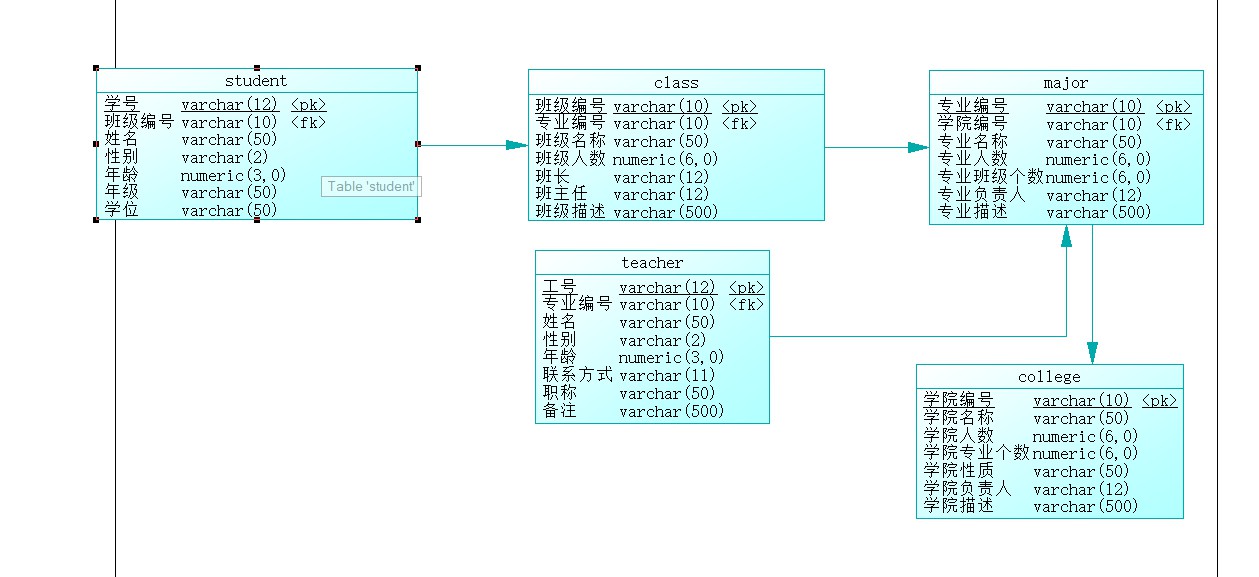 student
学号 varchar(12) <pk>
班级编号 varchar(10) <fk>
姓名 varchar(50)
性别 varchar(2)
年龄 numeric(3,0)
年级 varchar(50)
学位 varchar(50)
Table 'student'
class
班级编号 varchar(10) <pk>
专业编号 varchar(10) <fk>
班级名称 varchar(50)
班级人数 numeric(6,0)
班长 varchar(12)
班主任 varchar(12)
班级描述 varchar(500)
major
专业编号 varchar(10) <pk>
学院编号 varchar(10) <fk>
专业名称 varchar(50)
专业人数 numeric(6,0)
专业班级个数 numeric(6,0)
专业负责人 varchar(12)
专业描述 varchar(500)
teacher
工号 varchar(12) <pk>
专业编号 varchar(10) <fk>
姓名 varchar(50)
性别 varchar(2)
年龄 numeric(3,0)
联系方式 varchar(11)
职称 varchar(50)
备注 varchar(500)
college
学院编号 varchar(10) <pk>
学院名称 varchar(50)
学院人数 numeric(6,0)
学院专业个数 numeric(6,0)
学院性质 varchar(50)
学院负责人 varchar(12)
学院描述 varchar(500)